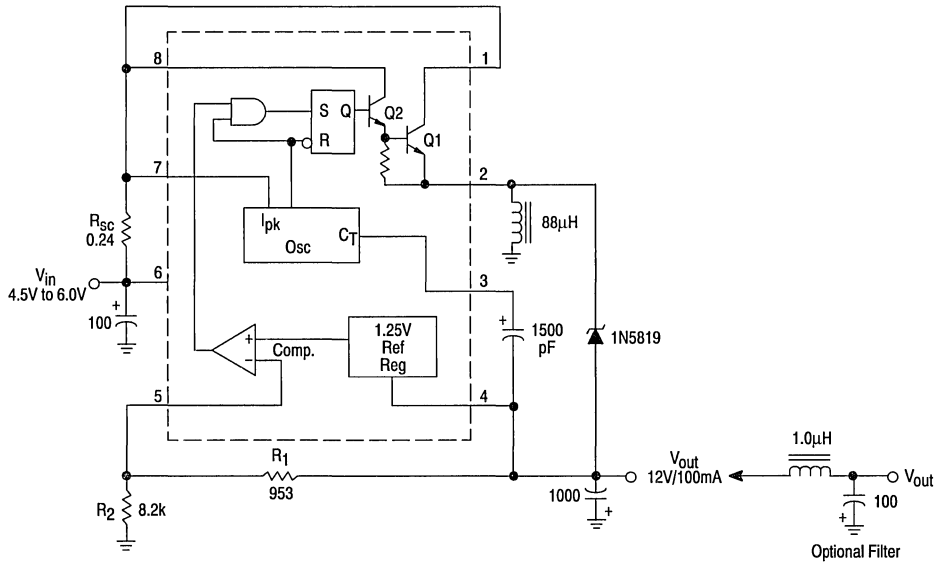 8
1
S Q
Q2
R
Q1
7
2
Ipk
Osc
CT
88μH
Rsc
0.24
Vin
4.5V to 6.0V
6
3
+
100
+
1500
pF
1N5819
+
Comp.
−
1.25V
Ref
Reg
5
4
R1
953
Vout
12V/100mA
1.0μH
Vout
R2
8.2k
1000
+
100
+
Optional Filter